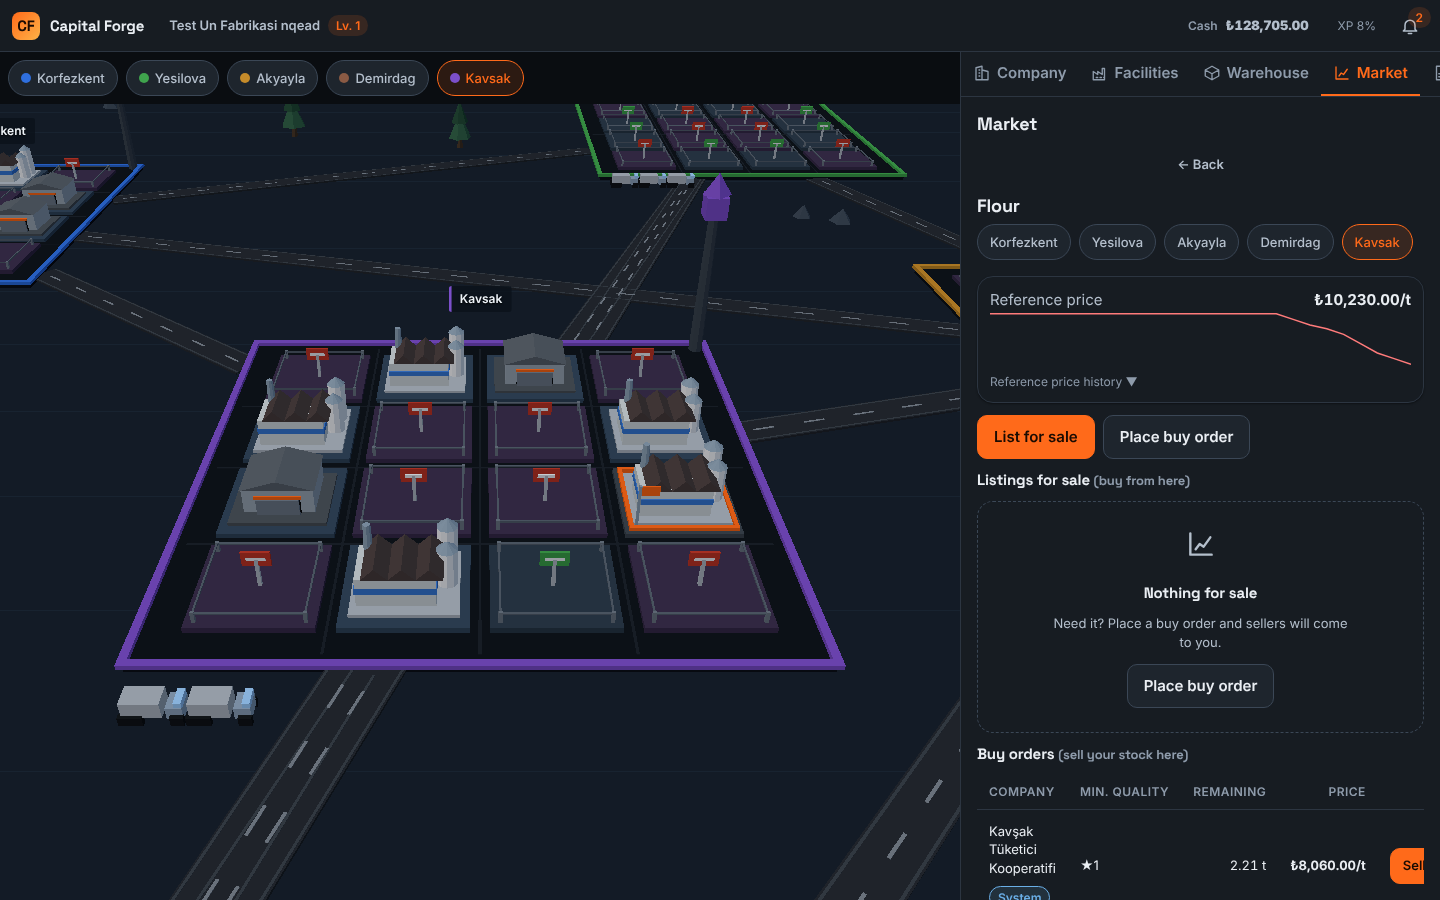 CF Capital Forge Test Un Fabrikasi nqead Lv. 1 Cash ₺128,705.00 XP 8% 2
Korfezkent Yesilova Akyayla Demirdag Kavsak
Company Facilities Warehouse Market
kent
Kavsak
Market
← Back
Flour
Korfezkent Yesilova Akyayla Demirdag Kavsak
Reference price ₺10,230.00/t
Reference price history ▼
List for sale Place buy order
Listings for sale (buy from here)
Nothing for sale
Need it? Place a buy order and sellers will come
to you.
Place buy order
Buy orders (sell your stock here)
COMPANY MIN. QUALITY REMAINING PRICE
Kavşak
Tüketici
Kooperatifi ★1 2.21 t ₺8,060.00/t Sell
System